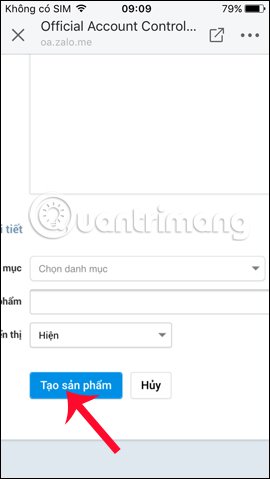 Không có SIM 09:09 79%
Official Account Control...
oa.zalo.me
Quantrimang
i tiết
mục Chọn danh mục
phẩm
ển thị Hiện
Tạo sản phẩm Hủy